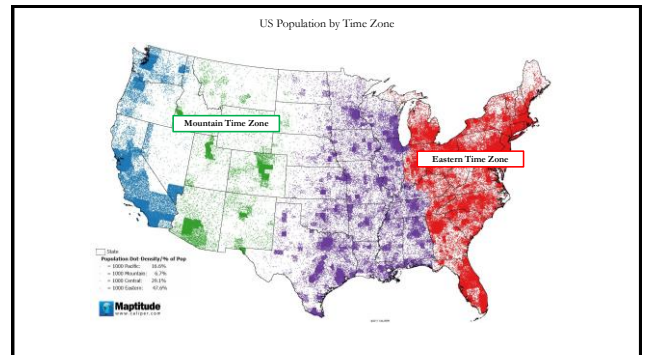 US Population by Time Zone
Mountain Time Zone
Eastern Time Zone
State
Population Dot-Density/% of Pop
= 1000 Pacific: 16.6%
= 1000 Mountain: 6.7%
= 1000 Central: 29.1%
= 1000 Eastern: 47.6%
Maptitude
www.caliper.com